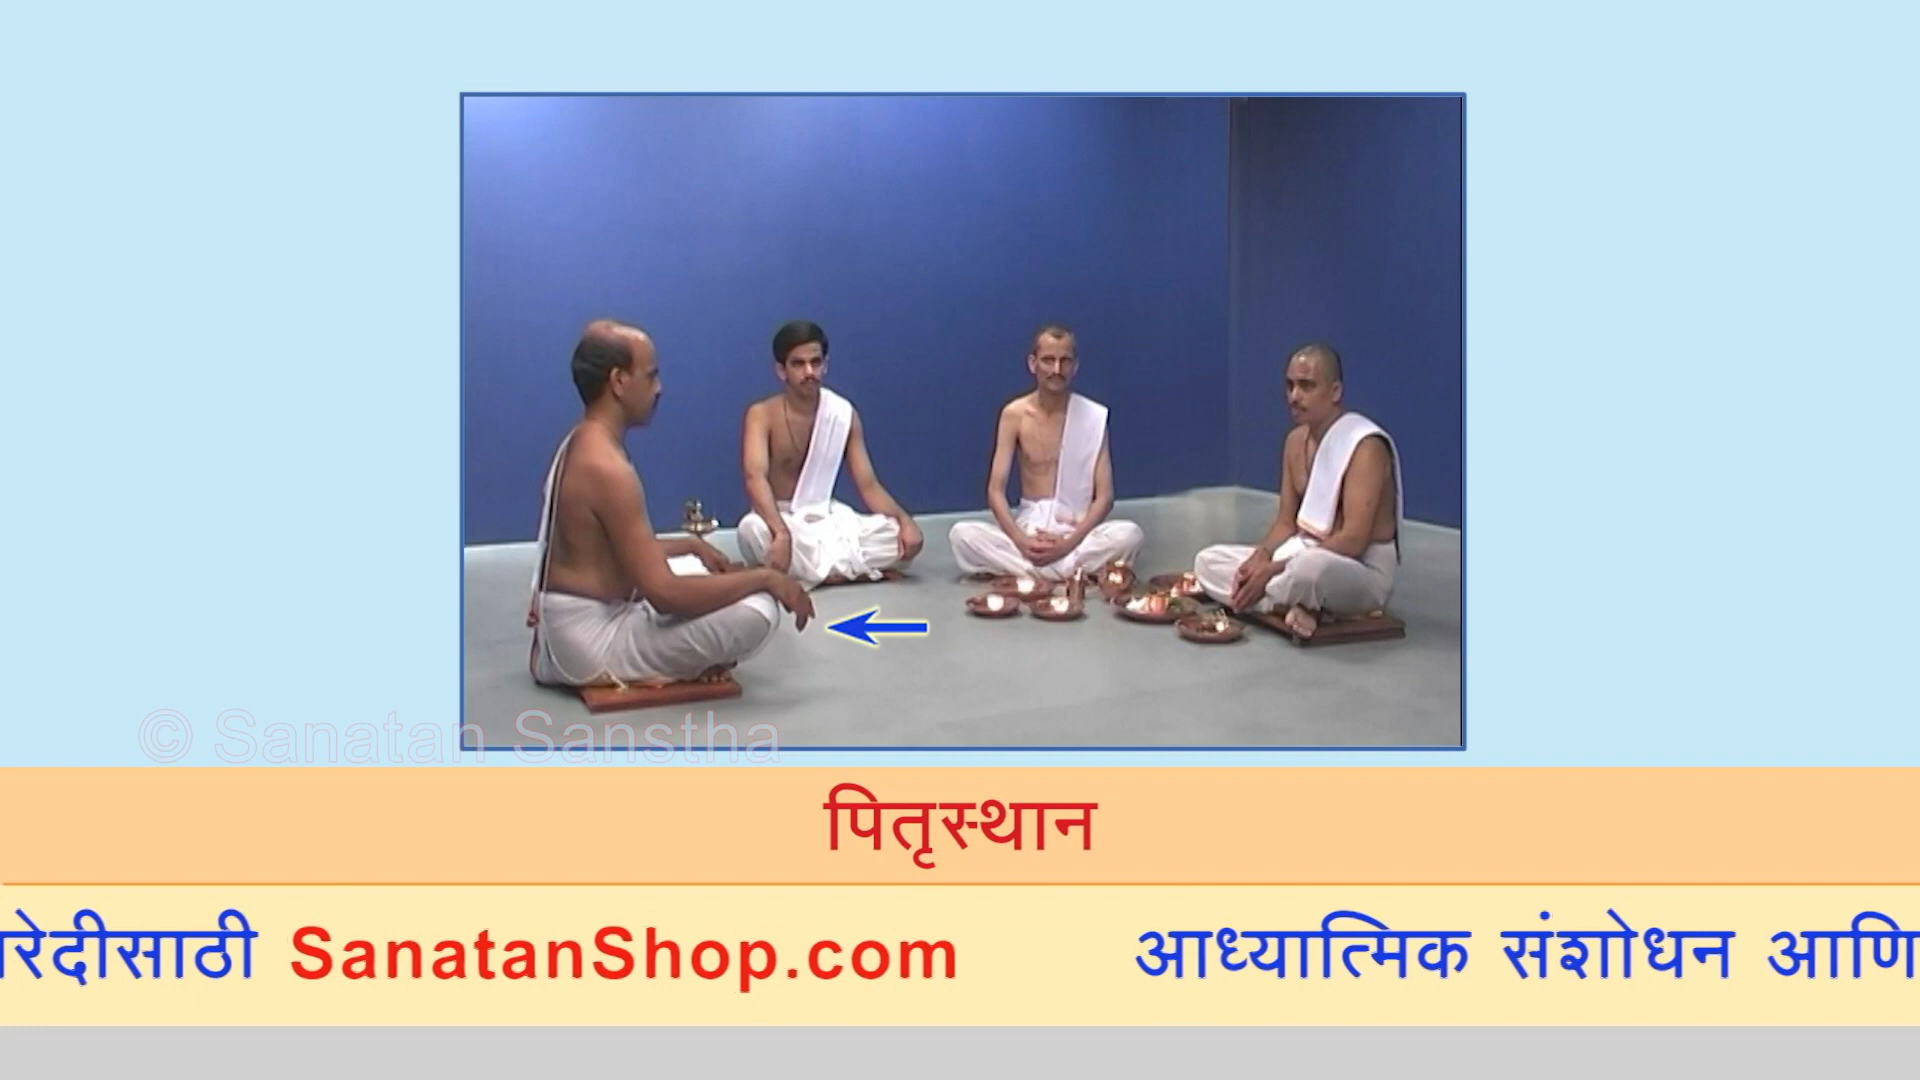 © Sanatan Sanstha
पितृस्थान
रेदीसाठी SanatanShop.com आध्यात्मिक संशोधन आणि